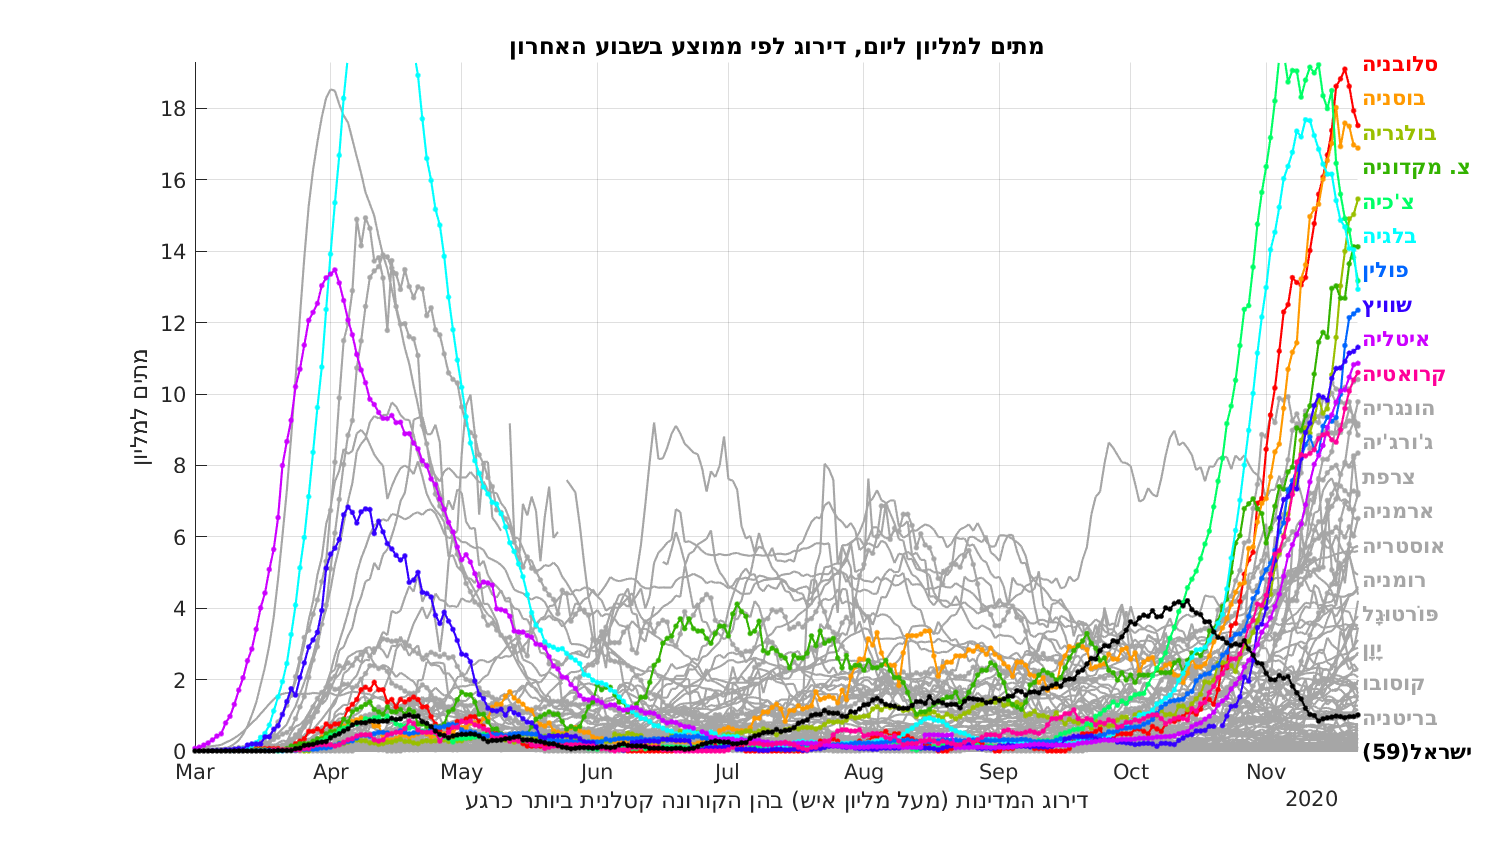 מתים למליון ליום, דירוג לפי ממוצע בשבוע האחרון
מתים למליון
18
16
14
12
10
8
6
4
2
0
Mar
Apr
May
Jun
Jul
Aug
Sep
Oct
Nov
2020
דירוג המדינות (מעל מליון איש) בהן הקורונה קטלנית ביותר כרגע
סלובניה
בוסניה
בולגריה
צ. מקדוניה
צ'כיה
בלגיה
פולין
שוויץ
איטליה
קרואטיה
הונגריה
ג'ורג'יה
צרפת
ארמניה
אוסטריה
רומניה
פּוֹרטוּגָל
יָוָן
קוסובו
בריטניה
ישראל(59)